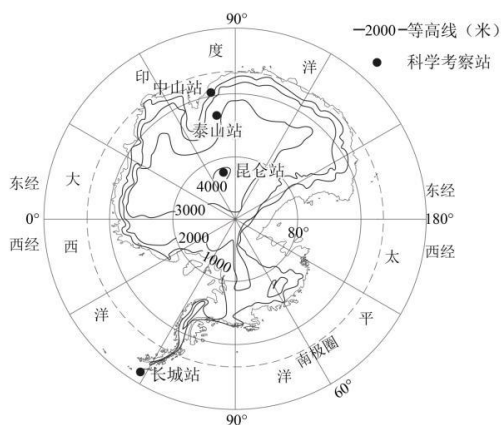 90°
—2000—等高线（米）
● 科学考察站
度
印
洋
中山站
泰山站
昆仑站
4000
大
东经
东经
3000
0°
180°
80°
西经
西经
2000
西
太
1000
洋
平
南极圈
长城站
洋
60°
90°